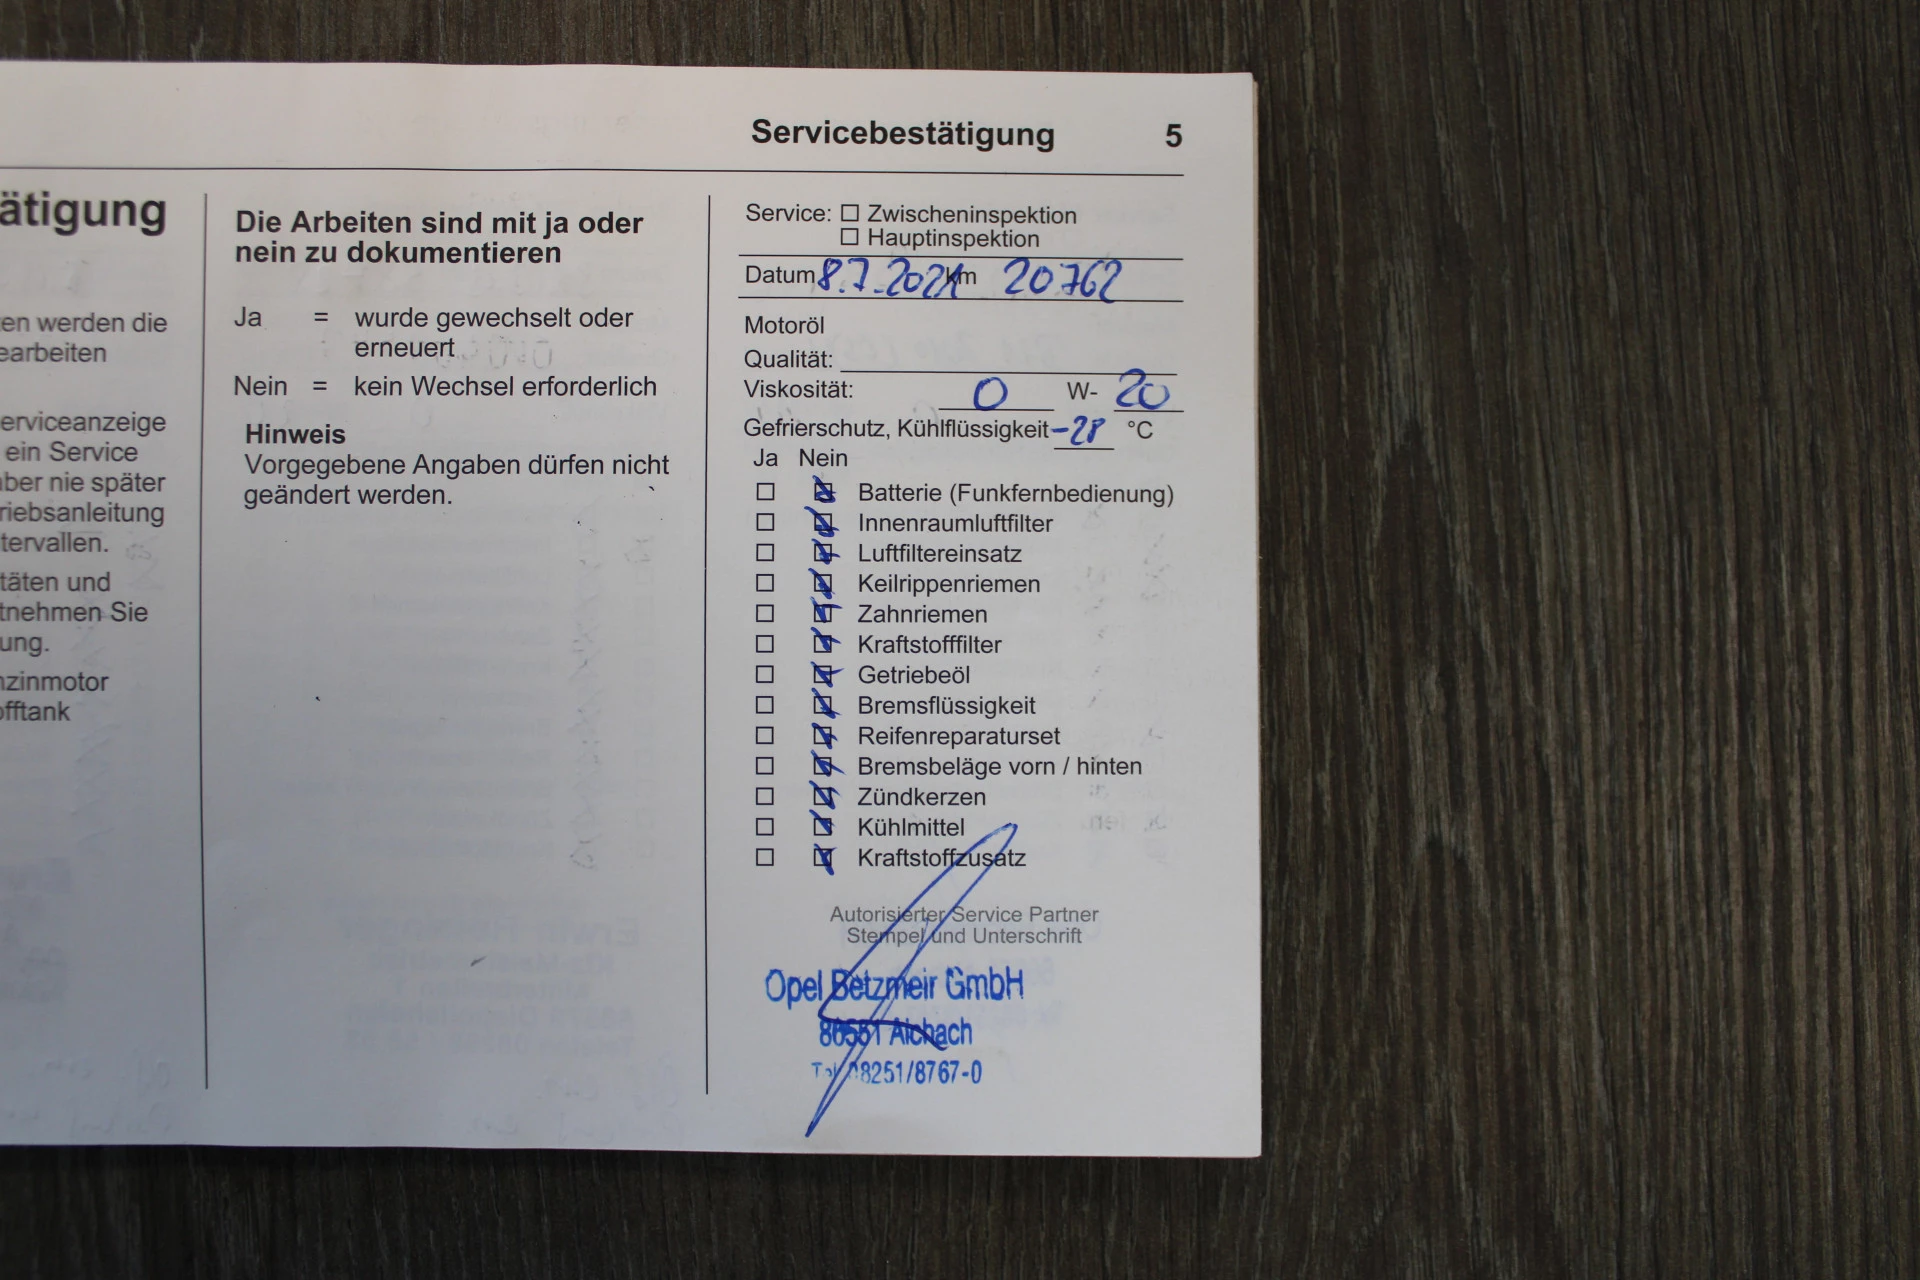 Servicebestätigung 5
ätigung
en werden die
earbeiten
erviceanzeige
ein Service
ber nie später
riebsanleitung
tervallen.
täten und
tnehmen Sie
ung.
nzinmotor
offtank
Die Arbeiten sind mit ja oder
nein zu dokumentieren
Ja = wurde gewechselt oder
erneuert
Nein = kein Wechsel erforderlich
Hinweis
Vorgegebene Angaben dürfen nicht
geändert werden.
Service: ☐ Zwischeninspektion
☐ Hauptinspektion
Datum 8.7.2021 km 20762
Motoröl
Qualität:
Viskosität: 0 W- 20
Gefrierschutz, Kühlflüssigkeit -28 °C
Ja Nein
☐ ☒ Batterie (Funkfernbedienung)
☐ ☒ Innenraumluftfilter
☐ ☒ Luftfiltereinsatz
☐ ☒ Keilrippenriemen
☐ ☒ Zahnriemen
☐ ☒ Kraftstofffilter
☐ ☒ Getriebeöl
☐ ☒ Bremsflüssigkeit
☐ ☒ Reifenreparaturset
☐ ☒ Bremsbeläge vorn / hinten
☐ ☒ Zündkerzen
☐ ☒ Kühlmittel
☐ ☒ Kraftstoffzusatz
Autorisierter Service Partner
Stempel und Unterschrift
Opel Betzmeir GmbH
86551 Aichach
Tel. 08251/8767-0